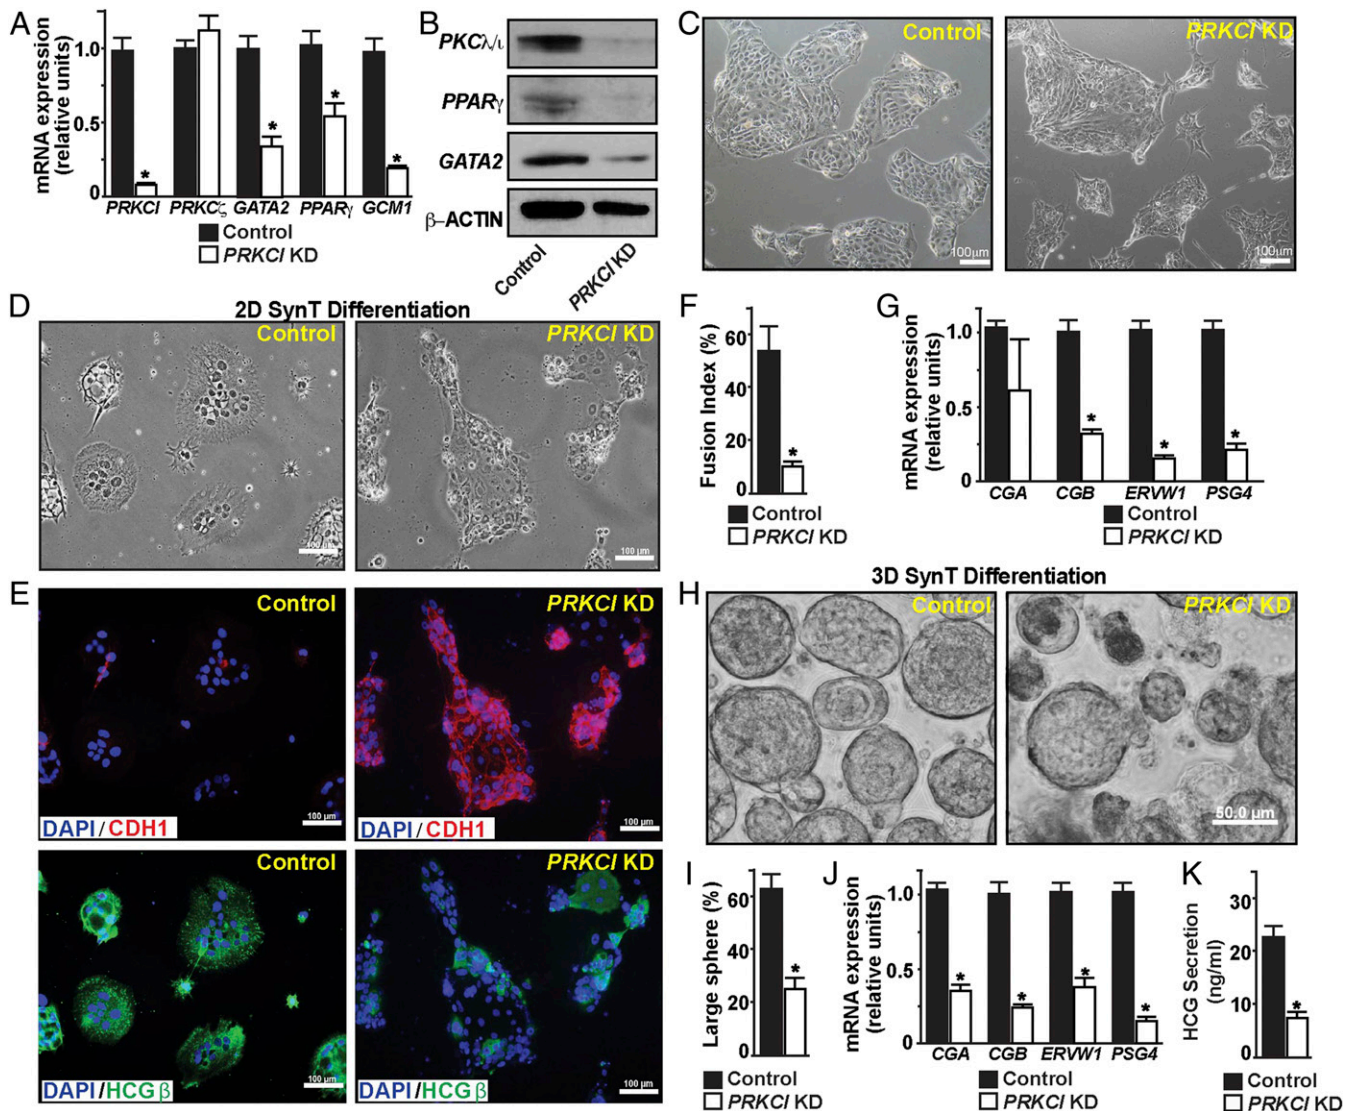 A
mRNA expression
(relative units)
1.0
0.5
0
*
*
*
*
PRKCI PRKCζ GATA2 PPARγ GCM1
Control
PRKCI KD
B
PKCλ/ι
PPARγ
GATA2
β–ACTIN
Control
PRKCI KD
C
Control
100μm
PRKCI KD
100μm
D
2D SynT Differentiation
Control
100 μm
PRKCI KD
100 μm
E
Control
DAPI/CDH1
100 μm
PRKCI KD
DAPI/CDH1
100 μm
Control
DAPI/HCG β
100 μm
PRKCI KD
DAPI/HCG β
100 μm
F
Fusion Index (%)
60
40
20
0
*
Control
PRKCI KD
G
mRNA expression
(relative units)
1.0
0.5
0
*
*
*
CGA CGB ERVW1 PSG4
Control
PRKCI KD
3D SynT Differentiation
H
Control
PRKCI KD
50.0 μm
I
Large sphere (%)
60
40
20
0
*
Control
PRKCI KD
J
mRNA expression
(relative units)
1.0
0.5
0
*
*
*
*
CGA CGB ERVW1 PSG4
Control
PRKCI KD
K
HCG Secretion
(ng/ml)
30
20
10
0
*
Control
PRKCI KD